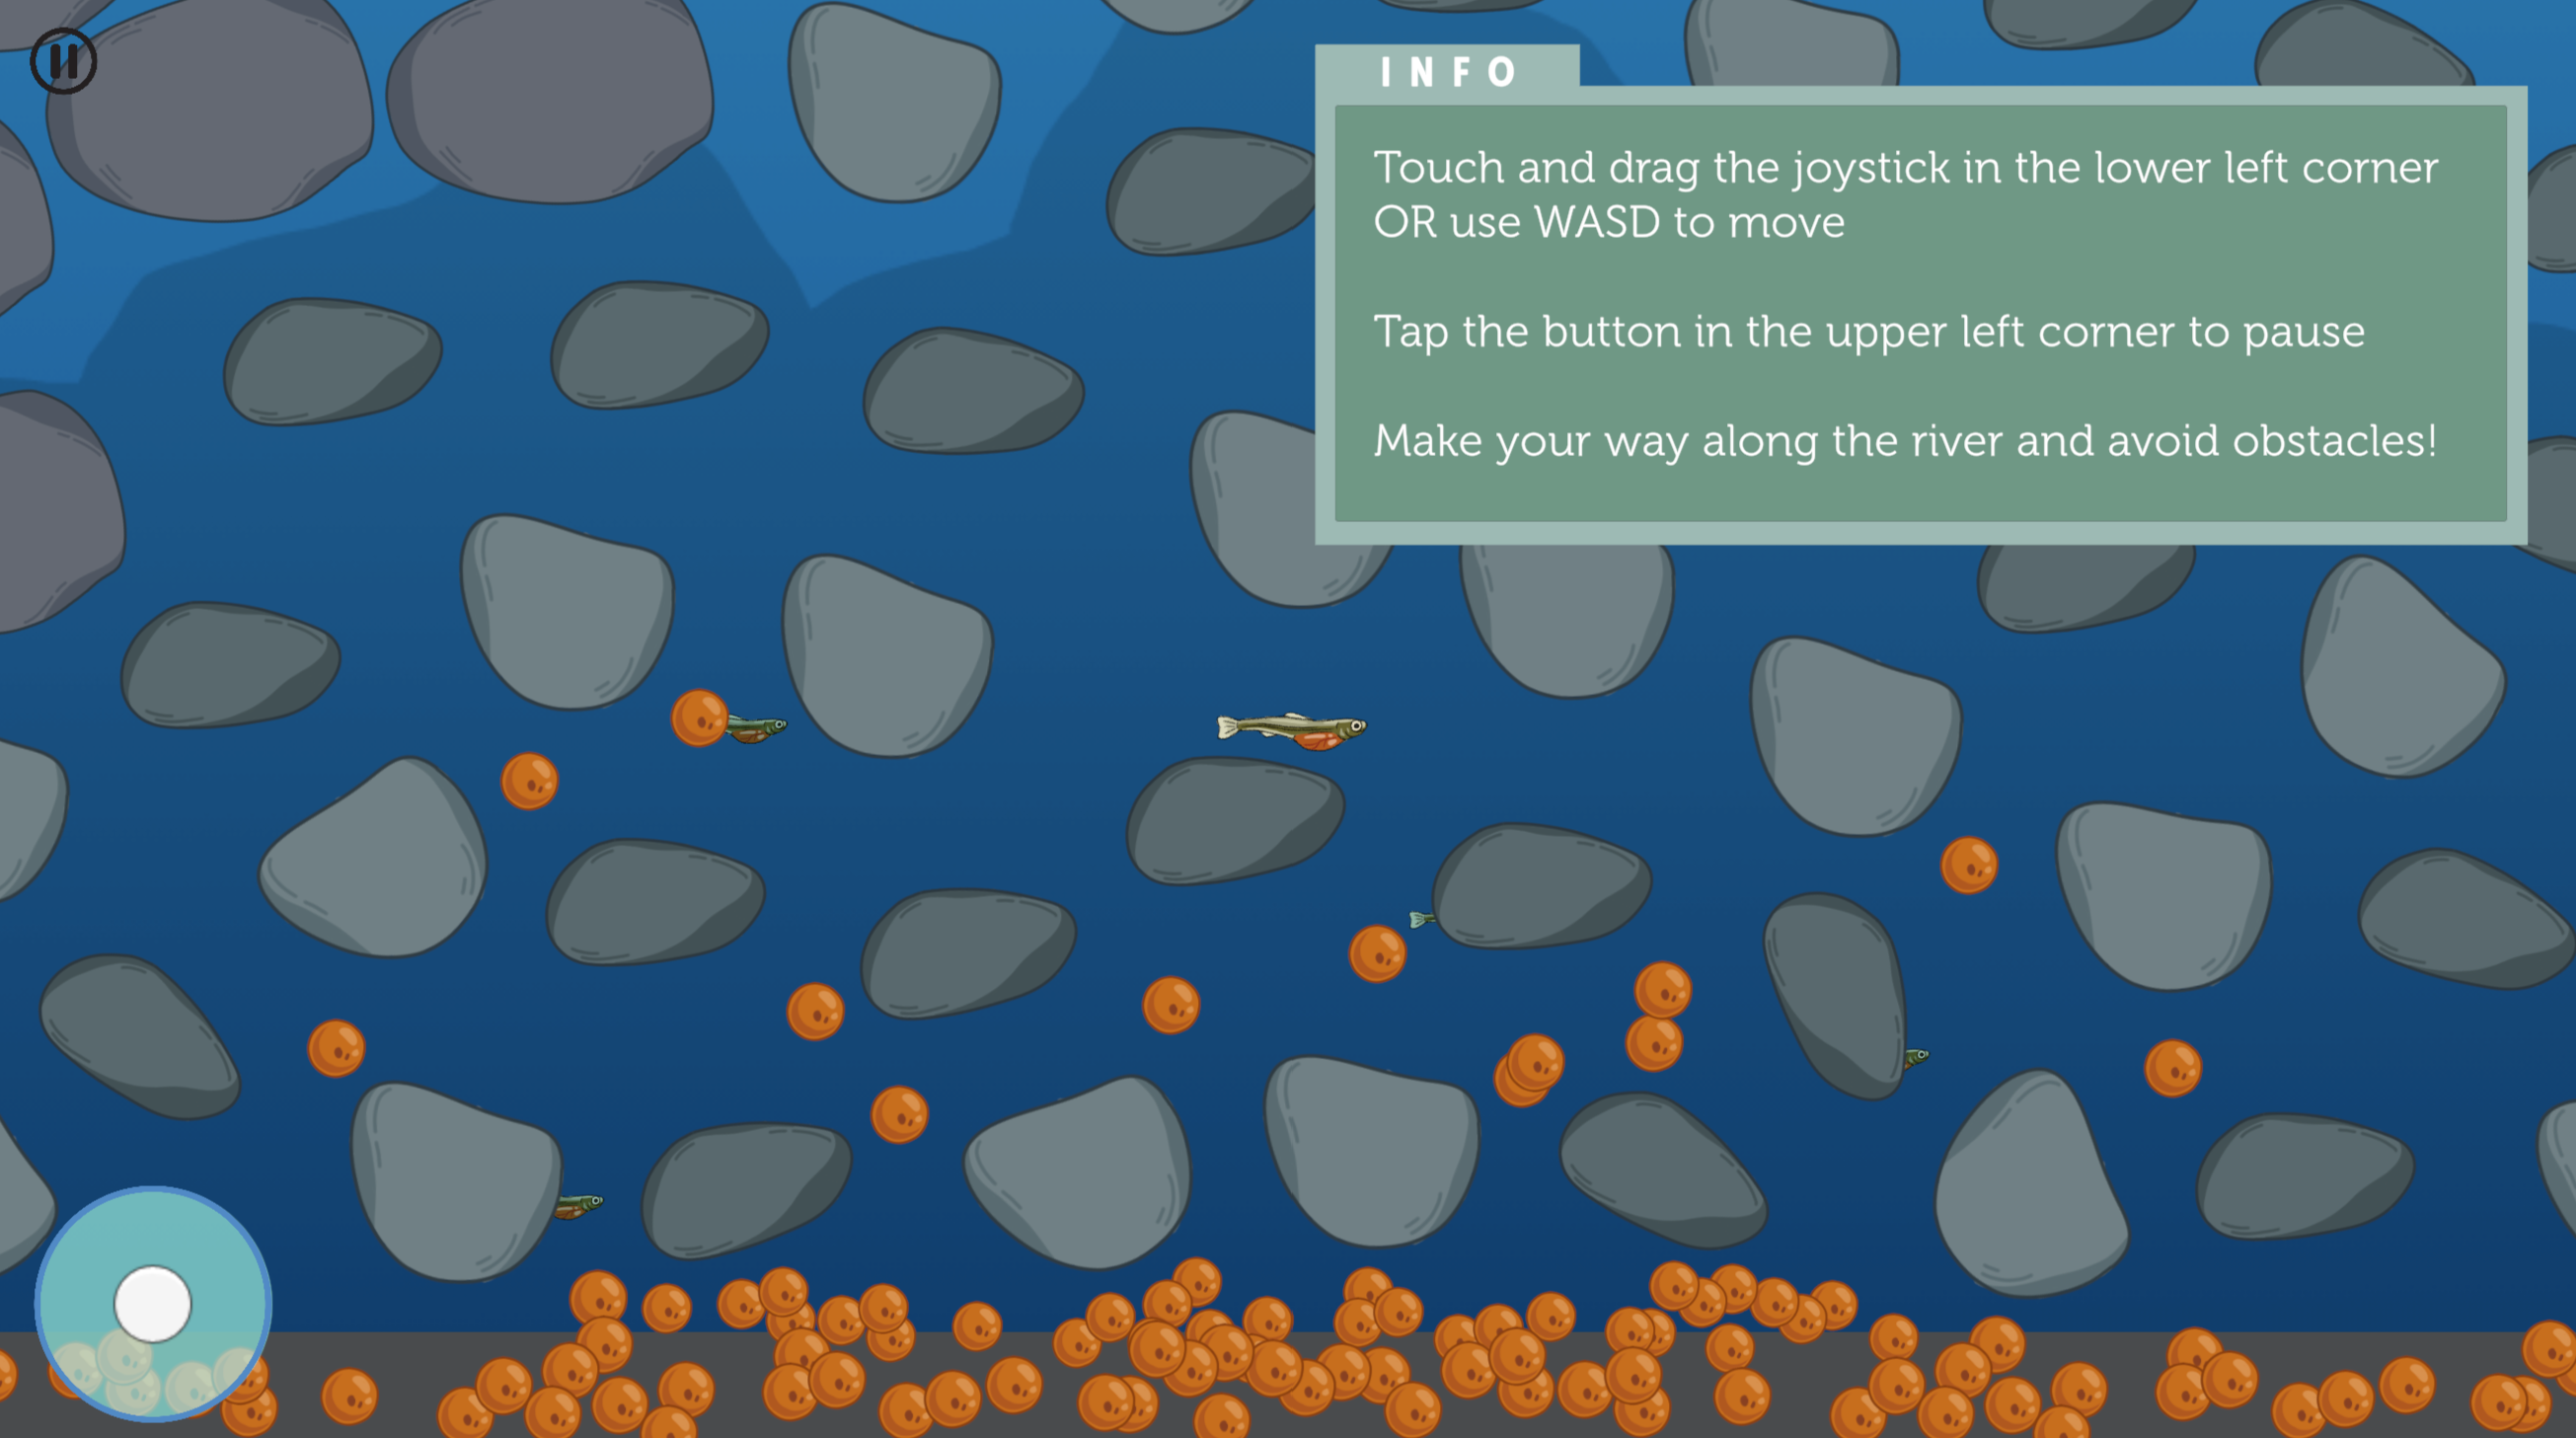 INFO
Touch and drag the joystick in the lower left corner
OR use WASD to move
Tap the button in the upper left corner to pause
Make your way along the river and avoid obstacles!